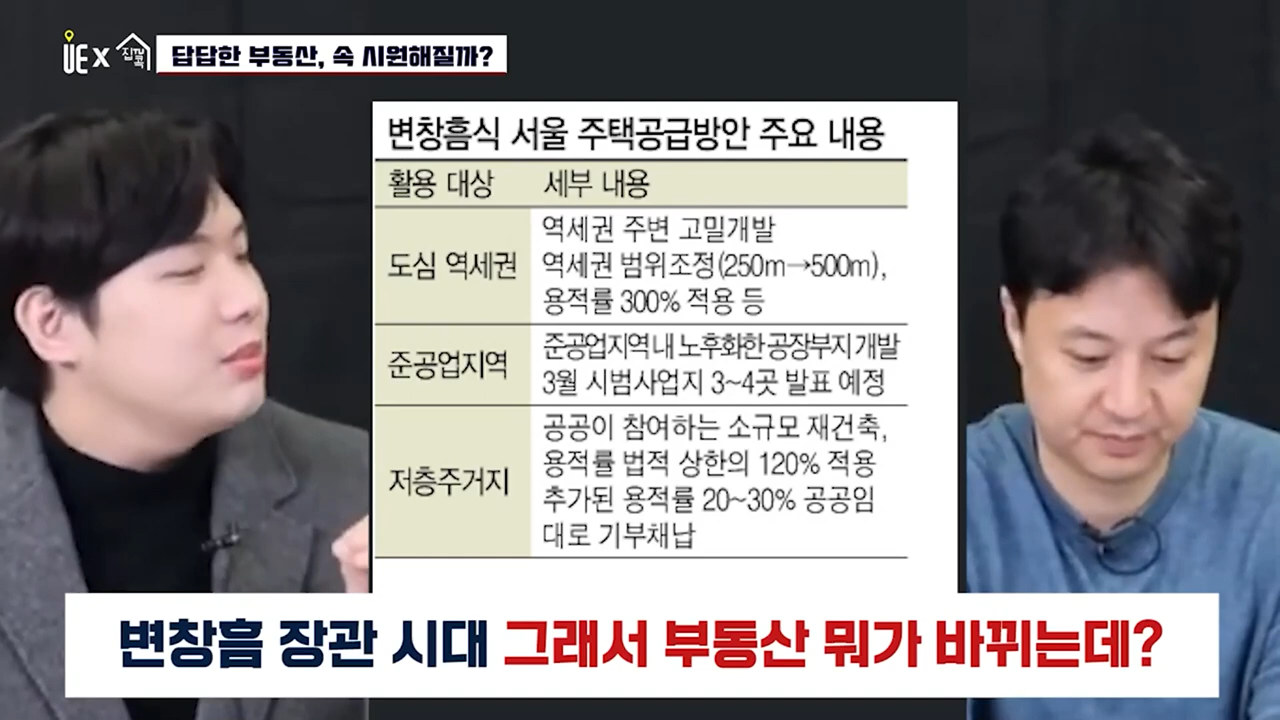 UE X 집꾹
답답한 부동산, 속 시원해질까?
변창흠식 서울 주택공급방안 주요 내용
활용 대상 세부 내용
도심 역세권
역세권 주변 고밀개발
역세권 범위조정(250m→500m),
용적률 300% 적용 등
준공업지역
준공업지역 내 노후화한 공장부지 개발
3월 시범사업지 3~4곳 발표 예정
저층주거지
공공이 참여하는 소규모 재건축,
용적률 법적 상한의 120% 적용
추가된 용적률 20~30% 공공임
대로 기부채납
변창흠 장관 시대 그래서 부동산 뭐가 바뀌는데?